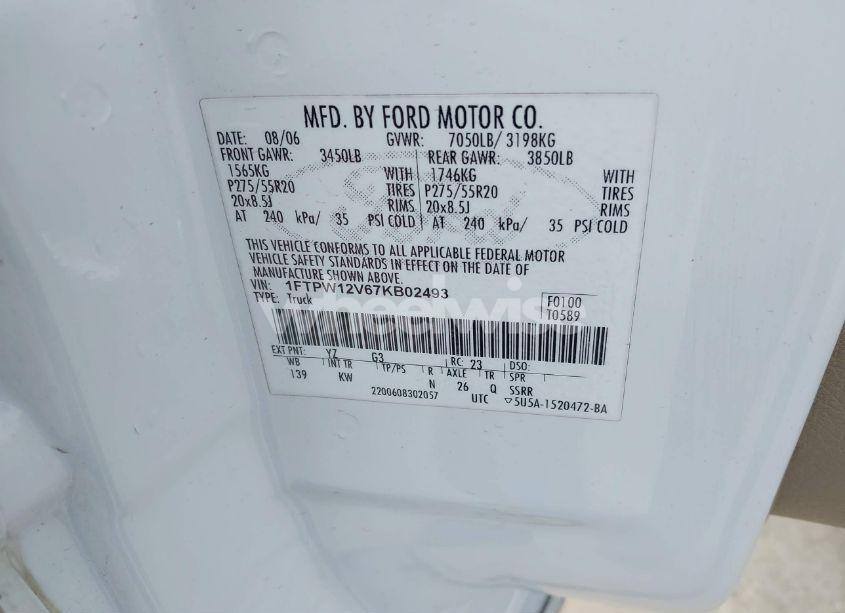 MFD. BY FORD MOTOR CO.
DATE: 08/06 GVWR: 7050LB/ 3198KG
FRONT GAWR: 3450LB REAR GAWR: 3850LB
1565KG WITH 1746KG WITH
P275/55R20 TIRES P275/55R20 TIRES
20x8.5J RIMS 20x8.5J RIMS
AT 240 kPa/ 35 PSI COLD AT 240 kPa/ 35 PSI COLD
THIS VEHICLE CONFORMS TO ALL APPLICABLE FEDERAL MOTOR
VEHICLE SAFETY STANDARDS IN EFFECT ON THE DATE OF
MANUFACTURE SHOWN ABOVE.
VIN: 1FTPW12V67KB02493
TYPE: Truck
F0100
T0589
wheelwise
EXT PNT: YZ G3 RC: 23 DSO:
WB INT TR TP/PS R AXLE TR SPR
139 KW N 26 Q SSRR
2200608302057 UTC ▽5U5A-1520472-BA